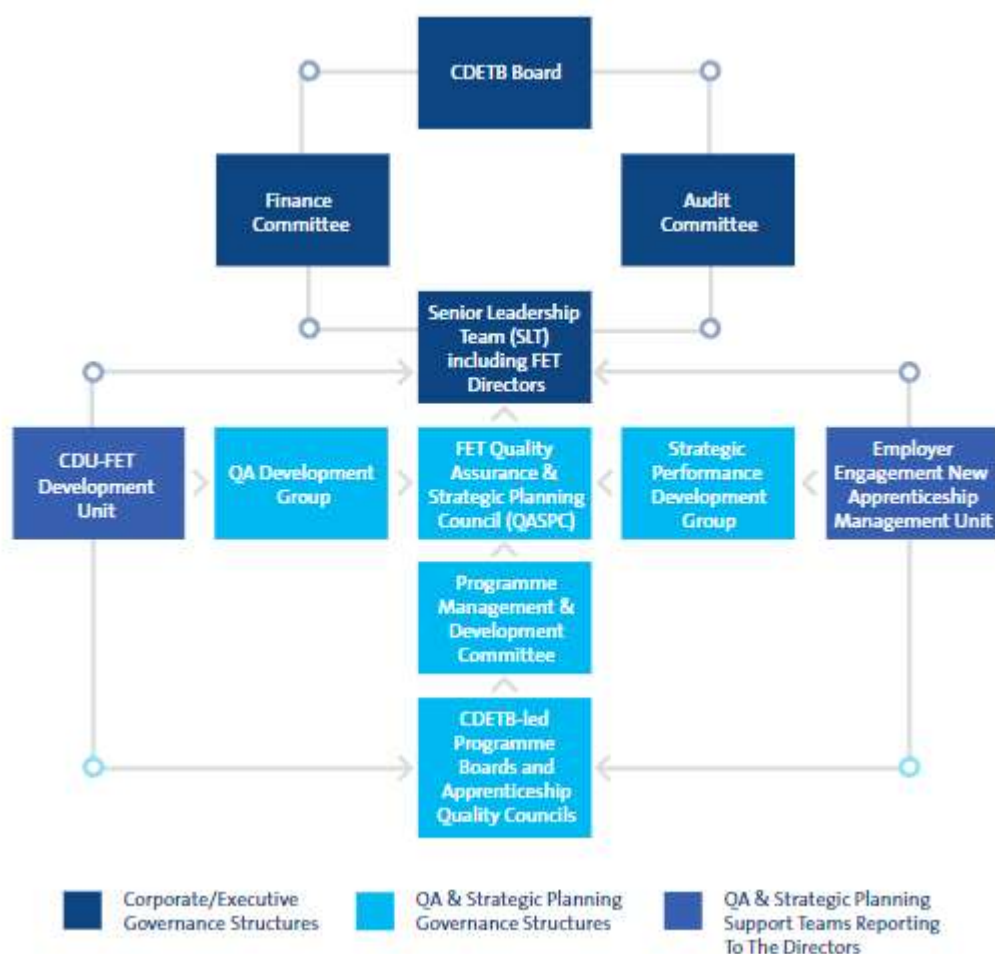 CDETB Board
Finance
Committee
Audit
Committee
Senior Leadership
Team (SLT)
including FET
Directors
CDU-FET
Development
Unit
QA Development
Group
FET Quality
Assurance &
Strategic Planning
Council (QASPC)
Strategic
Performance
Development
Group
Employer
Engagement New
Apprenticeship
Management Unit
Programme
Management &
Development
Committee
CDETB-led
Programme
Boards and
Apprenticeship
Quality Councils
Corporate/Executive
Governance Structures
QA & Strategic Planning
Governance Structures
QA & Strategic Planning
Support Teams Reporting
To The Directors